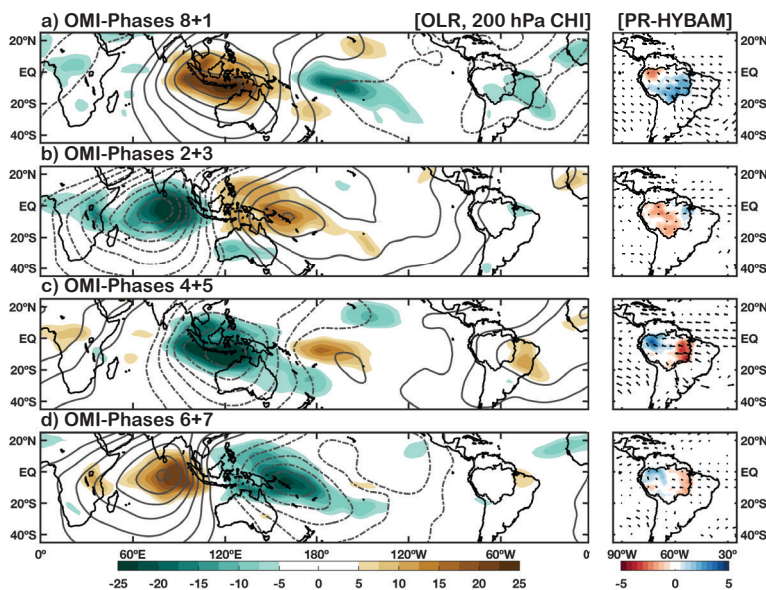 a) OMI-Phases 8+1 [OLR, 200 hPa CHI] [PR-HYBAM]
20°N
EQ
20°S
40°S
20°N
EQ
20°S
40°S
b) OMI-Phases 2+3
20°N
EQ
20°S
40°S
20°N
EQ
20°S
40°S
c) OMI-Phases 4+5
20°N
EQ
20°S
40°S
20°N
EQ
20°S
40°S
d) OMI-Phases 6+7
20°N
EQ
20°S
40°S
20°N
EQ
20°S
40°S
0° 60°E 120°E 180° 120°W 60°W 0° 90°W 60°W 30°
-25 -20 -15 -10 -5 0 5 10 15 20 25 -5 0 5